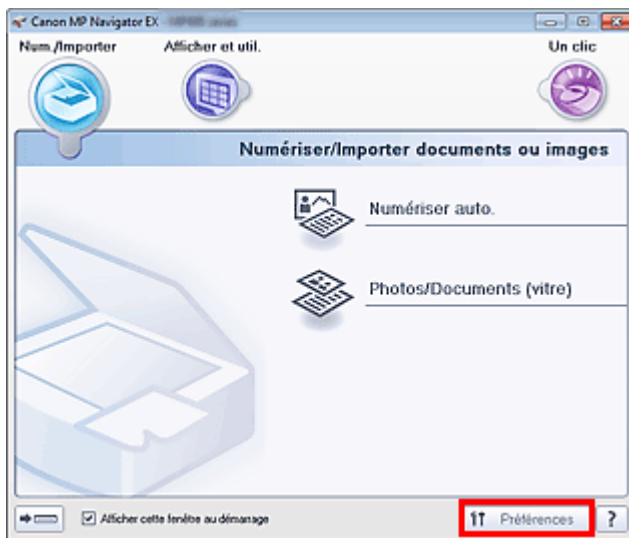 Canon MP Navigator EX
Num./Importer
Afficher et util.
Un clic
Numériser/Importer documents ou images
Numériser auto.
Photos/Documents (vitre)
Afficher cette fenêtre au démarrage
Préférences
?